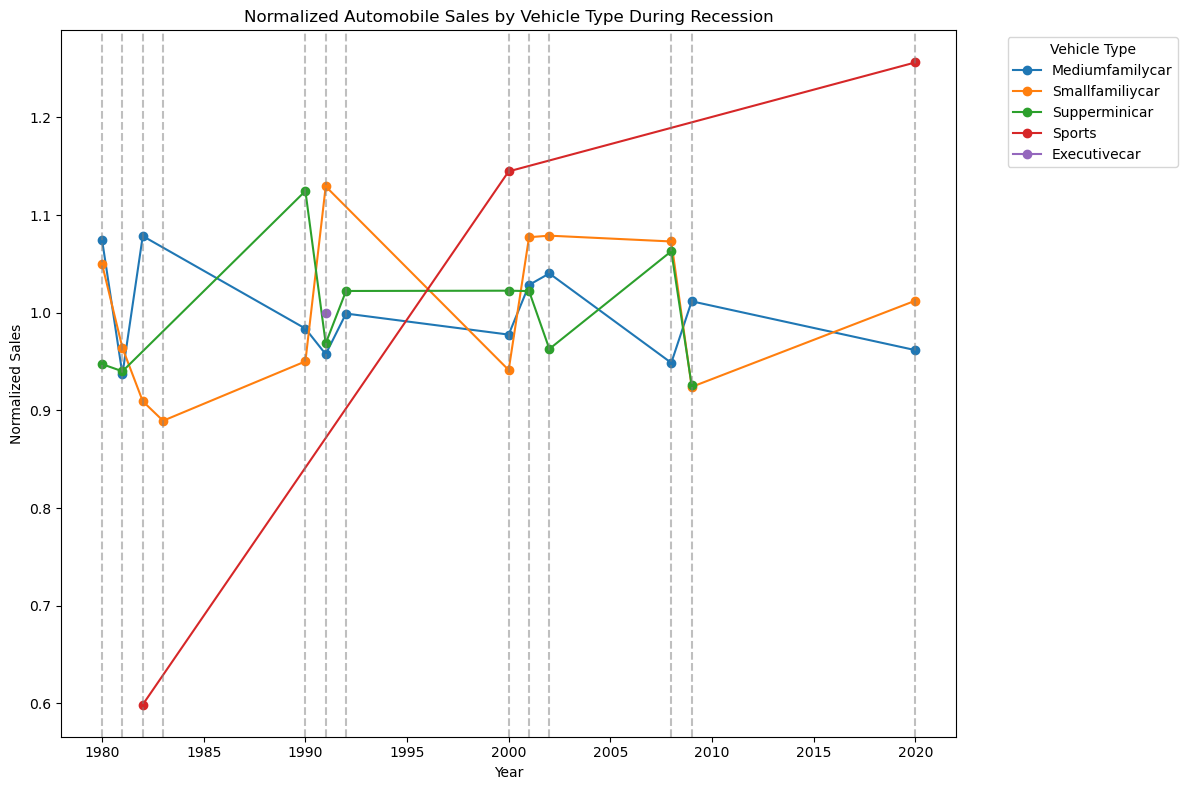 Normalized Automobile Sales by Vehicle Type During Recession
Vehicle Type
Mediumfamilycar
Smallfamiliycar
Supperminicar
Sports
Executivecar
Normalized Sales
1.2
1.1
1.0
0.9
0.8
0.7
0.6
1980 1985 1990 1995 2000 2005 2010 2015 2020
Year